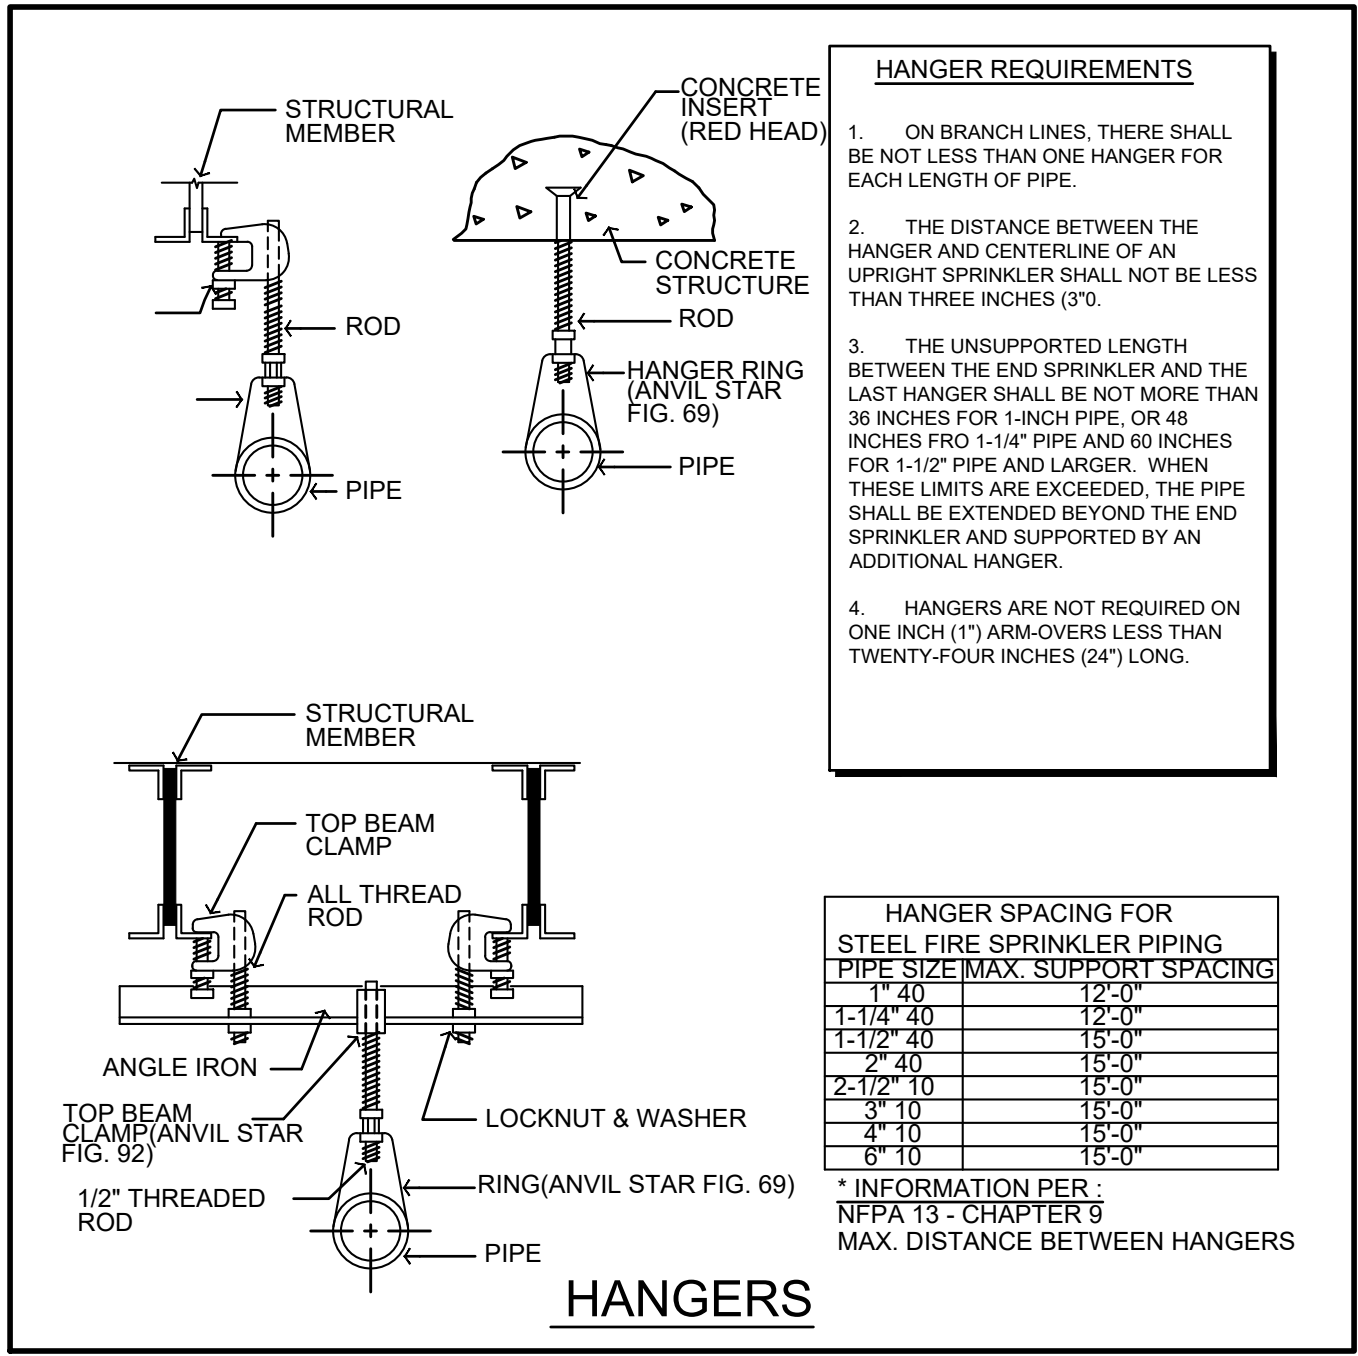 STRUCTURAL
MEMBER
ROD
PIPE
CONCRETE
INSERT
(RED HEAD)
CONCRETE
STRUCTURE
ROD
HANGER RING
(ANVIL STAR
FIG. 69)
PIPE
HANGER REQUIREMENTS
1. ON BRANCH LINES, THERE SHALL
BE NOT LESS THAN ONE HANGER FOR
EACH LENGTH OF PIPE.
2. THE DISTANCE BETWEEN THE
HANGER AND CENTERLINE OF AN
UPRIGHT SPRINKLER SHALL NOT BE LESS
THAN THREE INCHES (3"0.
3. THE UNSUPPORTED LENGTH
BETWEEN THE END SPRINKLER AND THE
LAST HANGER SHALL BE NOT MORE THAN
36 INCHES FOR 1-INCH PIPE, OR 48
INCHES FRO 1-1/4" PIPE AND 60 INCHES
FOR 1-1/2" PIPE AND LARGER. WHEN
THESE LIMITS ARE EXCEEDED, THE PIPE
SHALL BE EXTENDED BEYOND THE END
SPRINKLER AND SUPPORTED BY AN
ADDITIONAL HANGER.
4. HANGERS ARE NOT REQUIRED ON
ONE INCH (1") ARM-OVERS LESS THAN
TWENTY-FOUR INCHES (24") LONG.
STRUCTURAL
MEMBER
TOP BEAM
CLAMP
ALL THREAD
ROD
ANGLE IRON
TOP BEAM
CLAMP(ANVIL STAR
FIG. 92)
1/2" THREADED
ROD
LOCKNUT & WASHER
RING(ANVIL STAR FIG. 69)
PIPE
HANGER SPACING FOR
STEEL FIRE SPRINKLER PIPING
PIPE SIZE MAX. SUPPORT SPACING
1" 40 12'-0"
1-1/4" 40 12'-0"
1-1/2" 40 15'-0"
2" 40 15'-0"
2-1/2" 10 15'-0"
3" 10 15'-0"
4" 10 15'-0"
6" 10 15'-0"
* INFORMATION PER :
NFPA 13 - CHAPTER 9
MAX. DISTANCE BETWEEN HANGERS
HANGERS